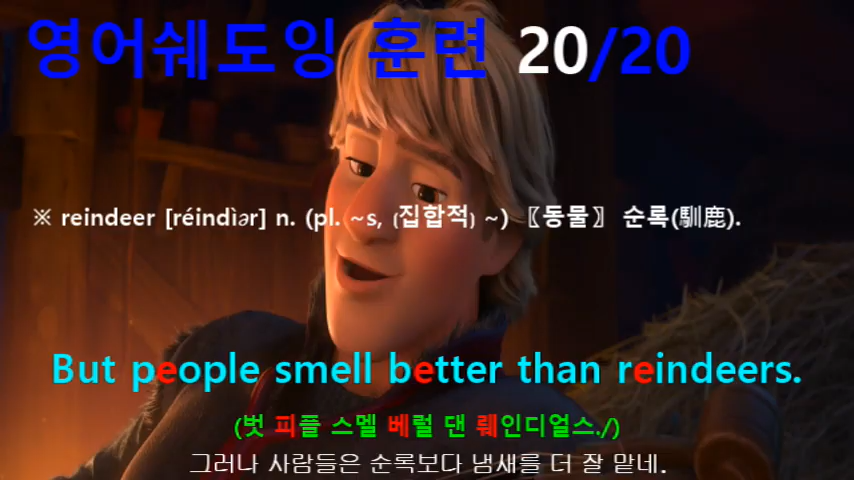 영어쉐도잉 훈련 20/20
※ reindeer [réindìər] n. (pl. ~s, (집합적) ~) 〖동물〗 순록(馴鹿).
But people smell better than reindeers.
(벗 피플 스멜 베럴 댄 뤠인디얼스./)
그러나 사람들은 순록보다 냄새를 더 잘 맡네.